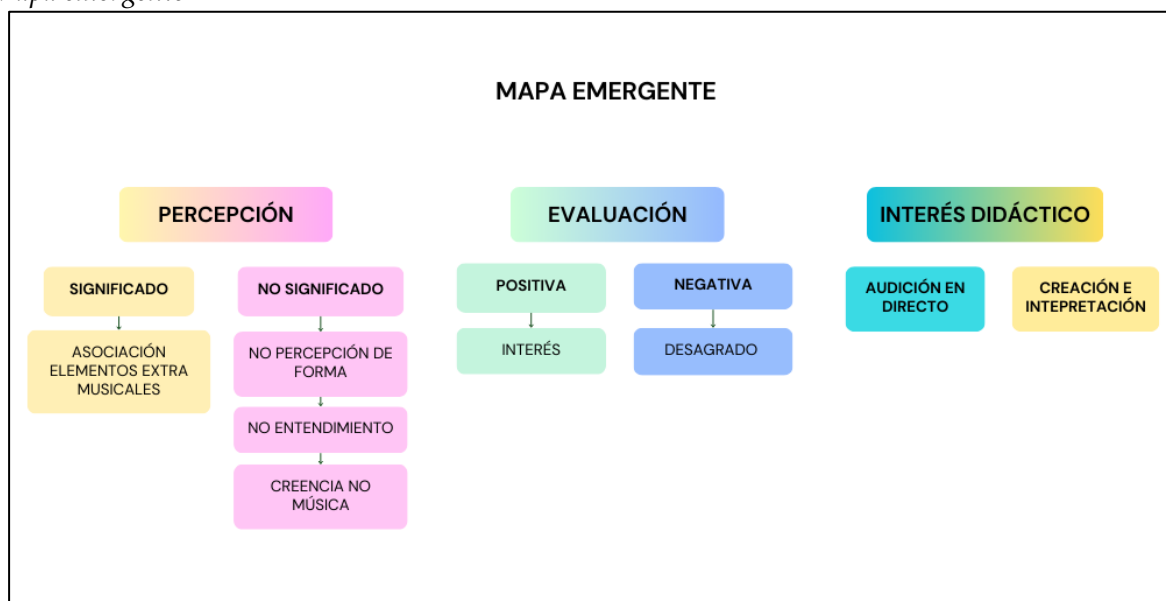 MAPA EMERGENTE
PERCEPCIÓN
EVALUACIÓN
INTERÉS DIDÁCTICO
SIGNIFICADO
ASOCIACIÓN
ELEMENTOS EXTRA
MUSICALES
NO SIGNIFICADO
NO PERCEPCIÓN DE
FORMA
NO ENTENDIMIENTO
CREENCIA NO
MÚSICA
POSITIVA
INTERÉS
NEGATIVA
DESAGRADO
AUDICIÓN EN
DIRECTO
CREACIÓN E
INTEPRETACIÓN